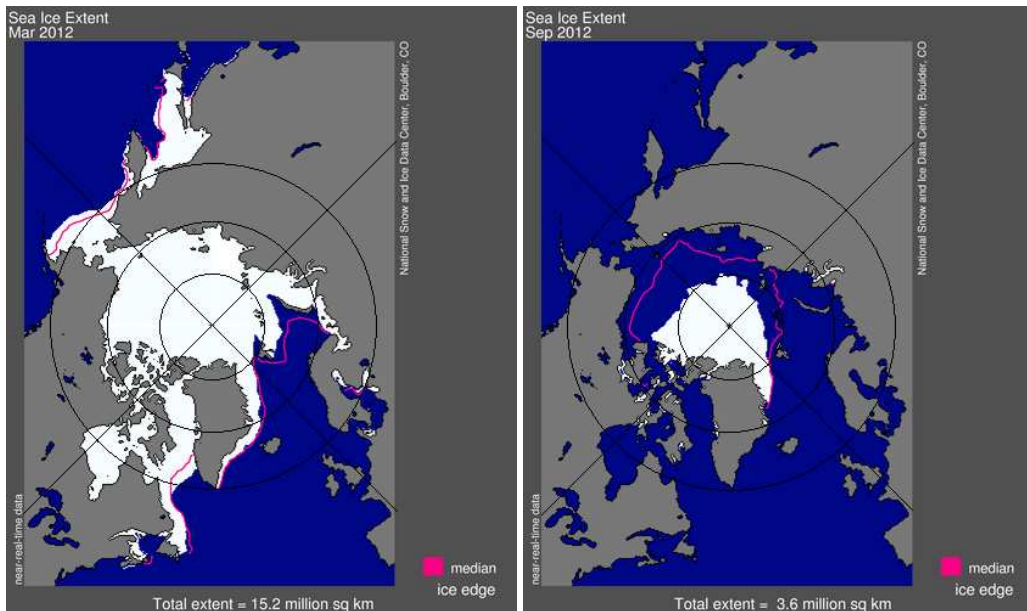 Sea Ice Extent
Mar 2012
National Snow and Ice Data Center, Boulder, CO
near-real-time data
median
ice edge
Total extent = 15.2 million sq km
Sea Ice Extent
Sep 2012
National Snow and Ice Data Center, Boulder, CO
near-real-time data
median
ice edge
Total extent = 3.6 million sq km